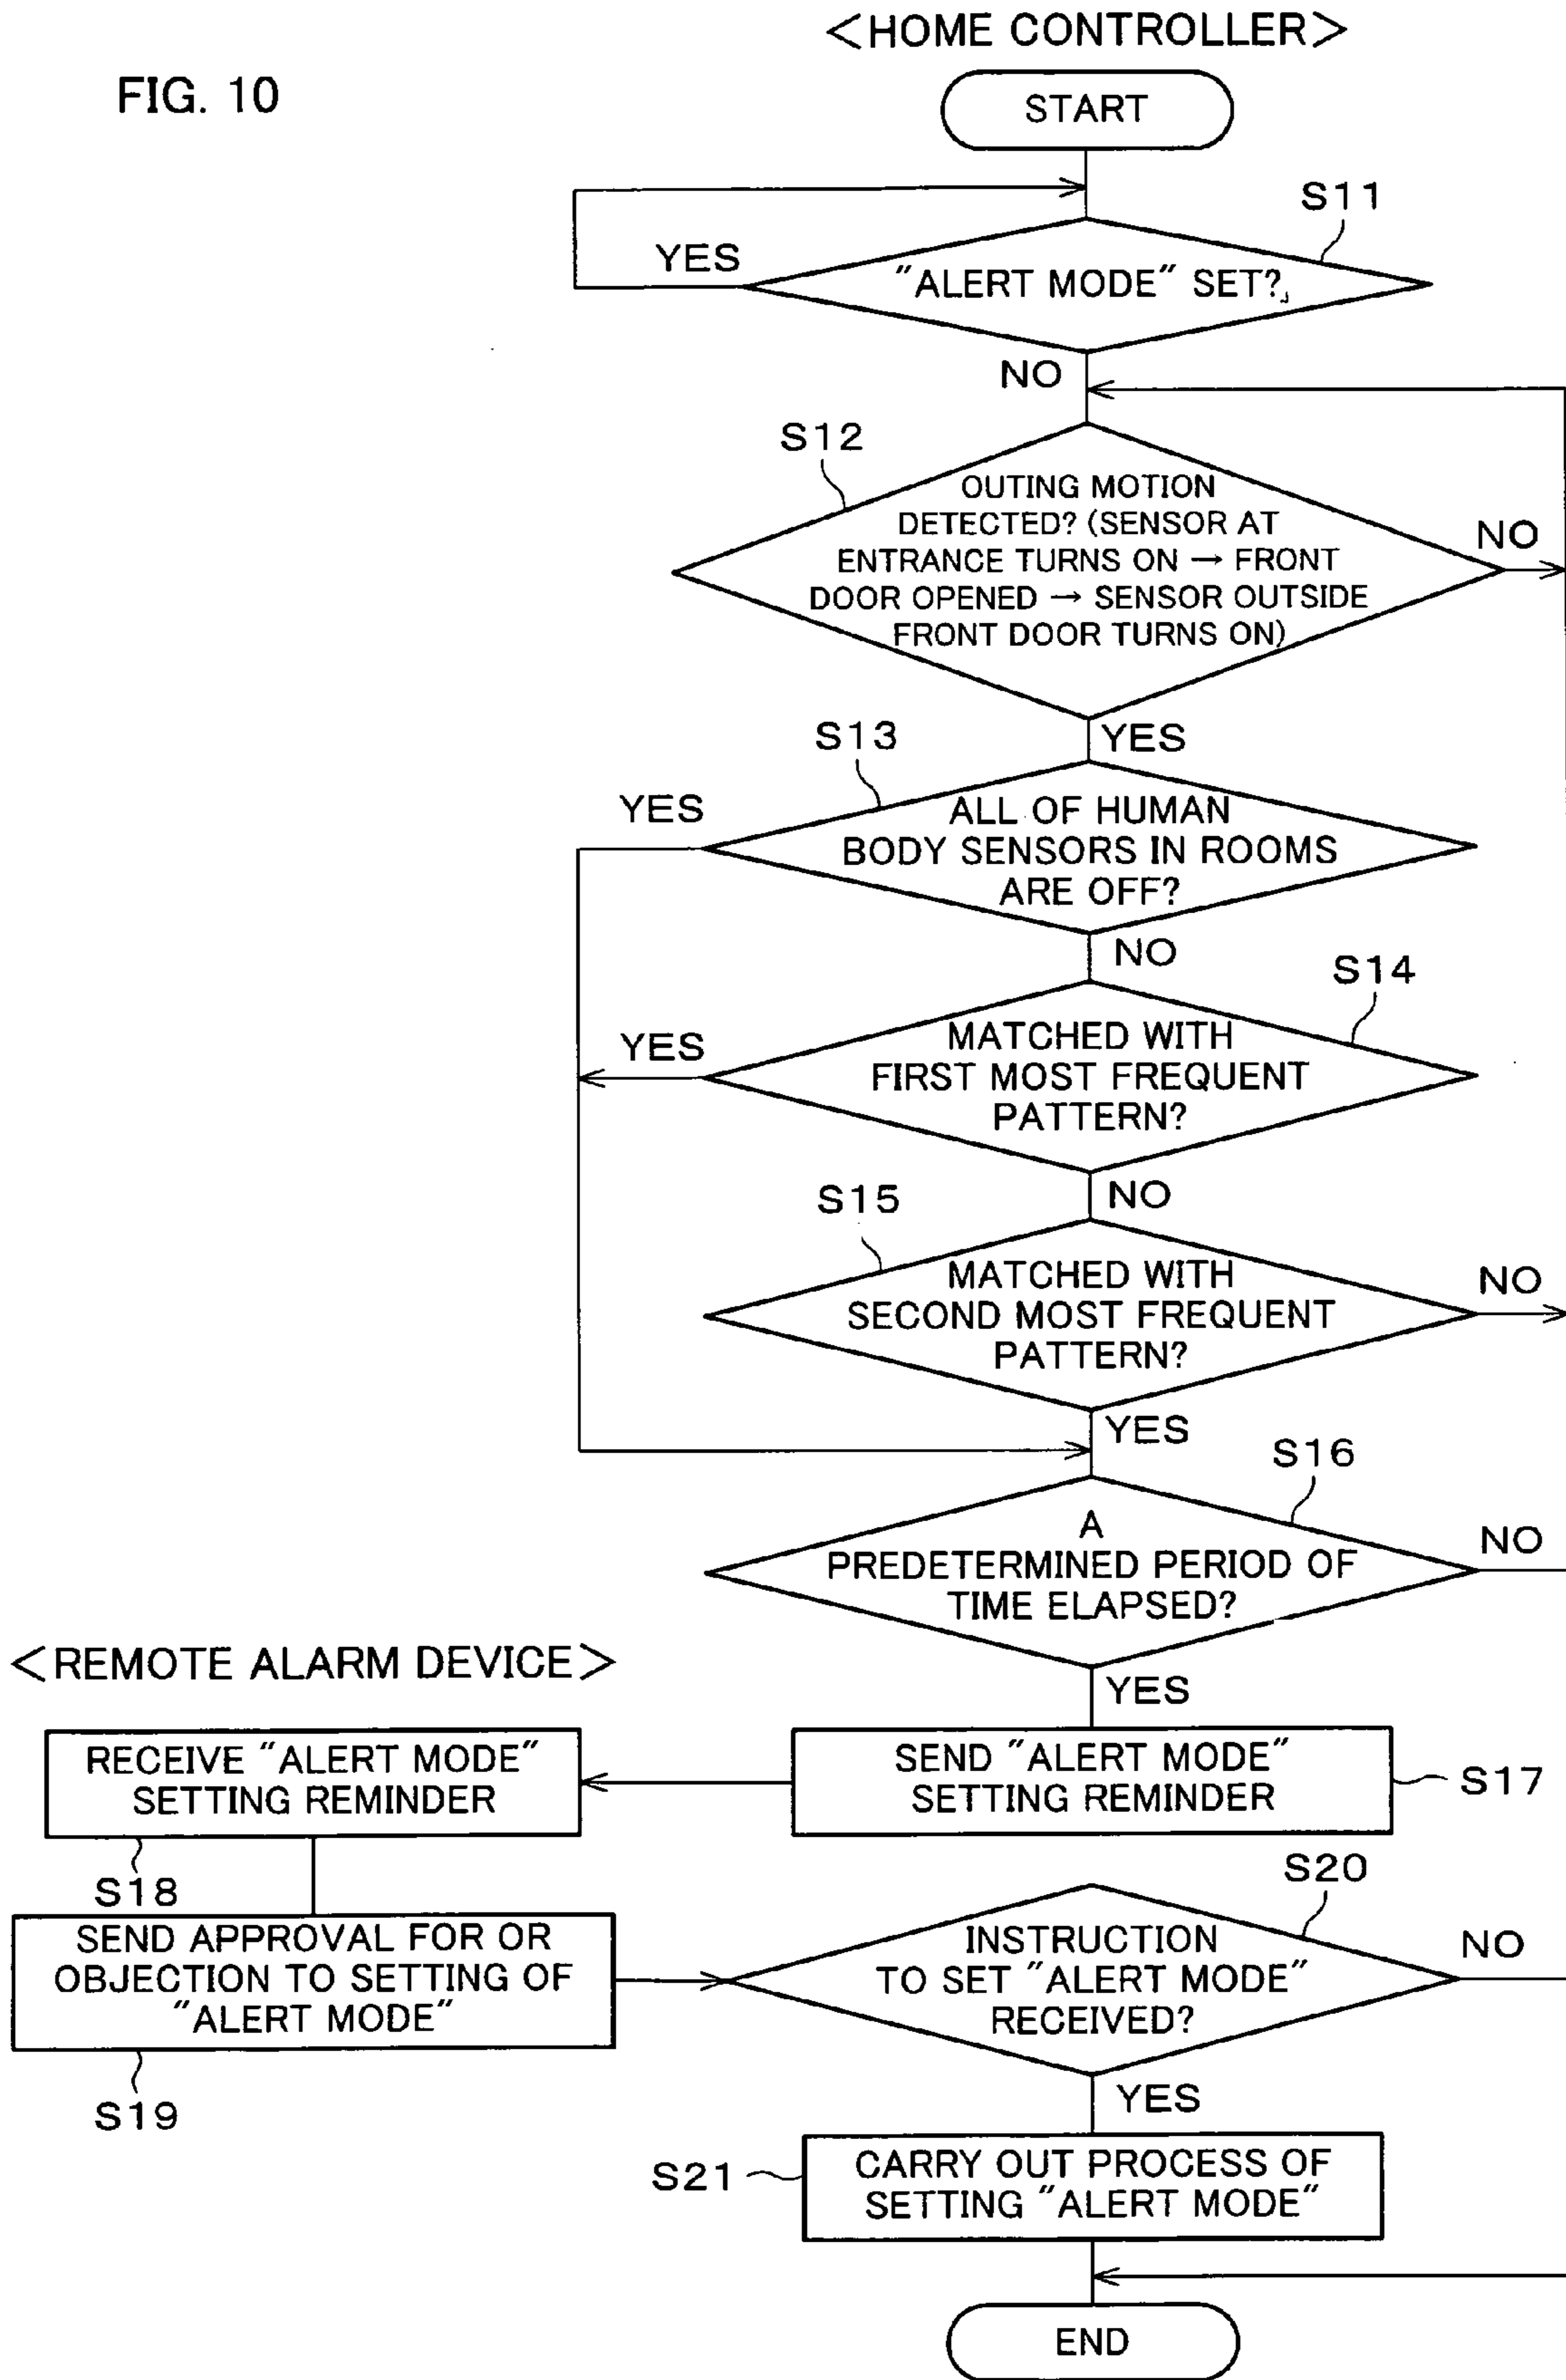 <HOME CONTROLLER>
FIG. 10
START
S11
YES
"ALERT MODE" SET?
NO
S12
OUTING MOTION
DETECTED? (SENSOR AT
ENTRANCE TURNS ON → FRONT
DOOR OPENED → SENSOR OUTSIDE
FRONT DOOR TURNS ON)
NO
YES
S13
YES
ALL OF HUMAN
BODY SENSORS IN ROOMS
ARE OFF?
NO
S14
YES
MATCHED WITH
FIRST MOST FREQUENT
PATTERN?
NO
S15
MATCHED WITH
SECOND MOST FREQUENT
PATTERN?
NO
YES
S16
A
PREDETERMINED PERIOD OF
TIME ELAPSED?
NO
YES
<REMOTE ALARM DEVICE>
RECEIVE "ALERT MODE"
SETTING REMINDER
S18
SEND "ALERT MODE"
SETTING REMINDER
S17
SEND APPROVAL FOR OR
OBJECTION TO SETTING OF
"ALERT MODE"
S19
S20
INSTRUCTION
TO SET "ALERT MODE"
RECEIVED?
NO
YES
S21
CARRY OUT PROCESS OF
SETTING "ALERT MODE"
END